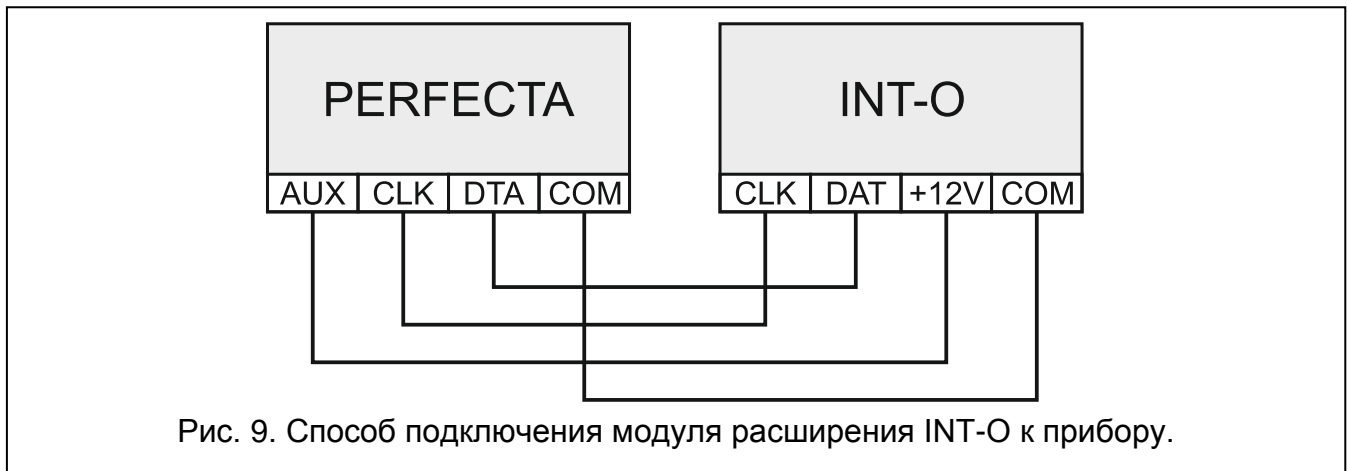 PERFECTA INT-O
AUX CLK DTA COM CLK DAT +12V COM
Рис. 9. Способ подключения модуля расширения INT-O к прибору.